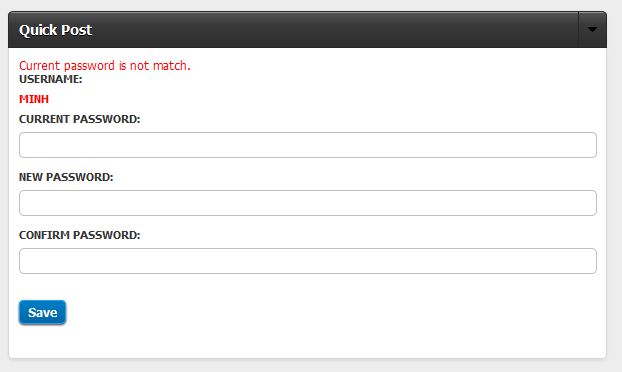 Quick Post
Current password is not match.
USERNAME:
MINH
CURRENT PASSWORD:
NEW PASSWORD:
CONFIRM PASSWORD:
Save